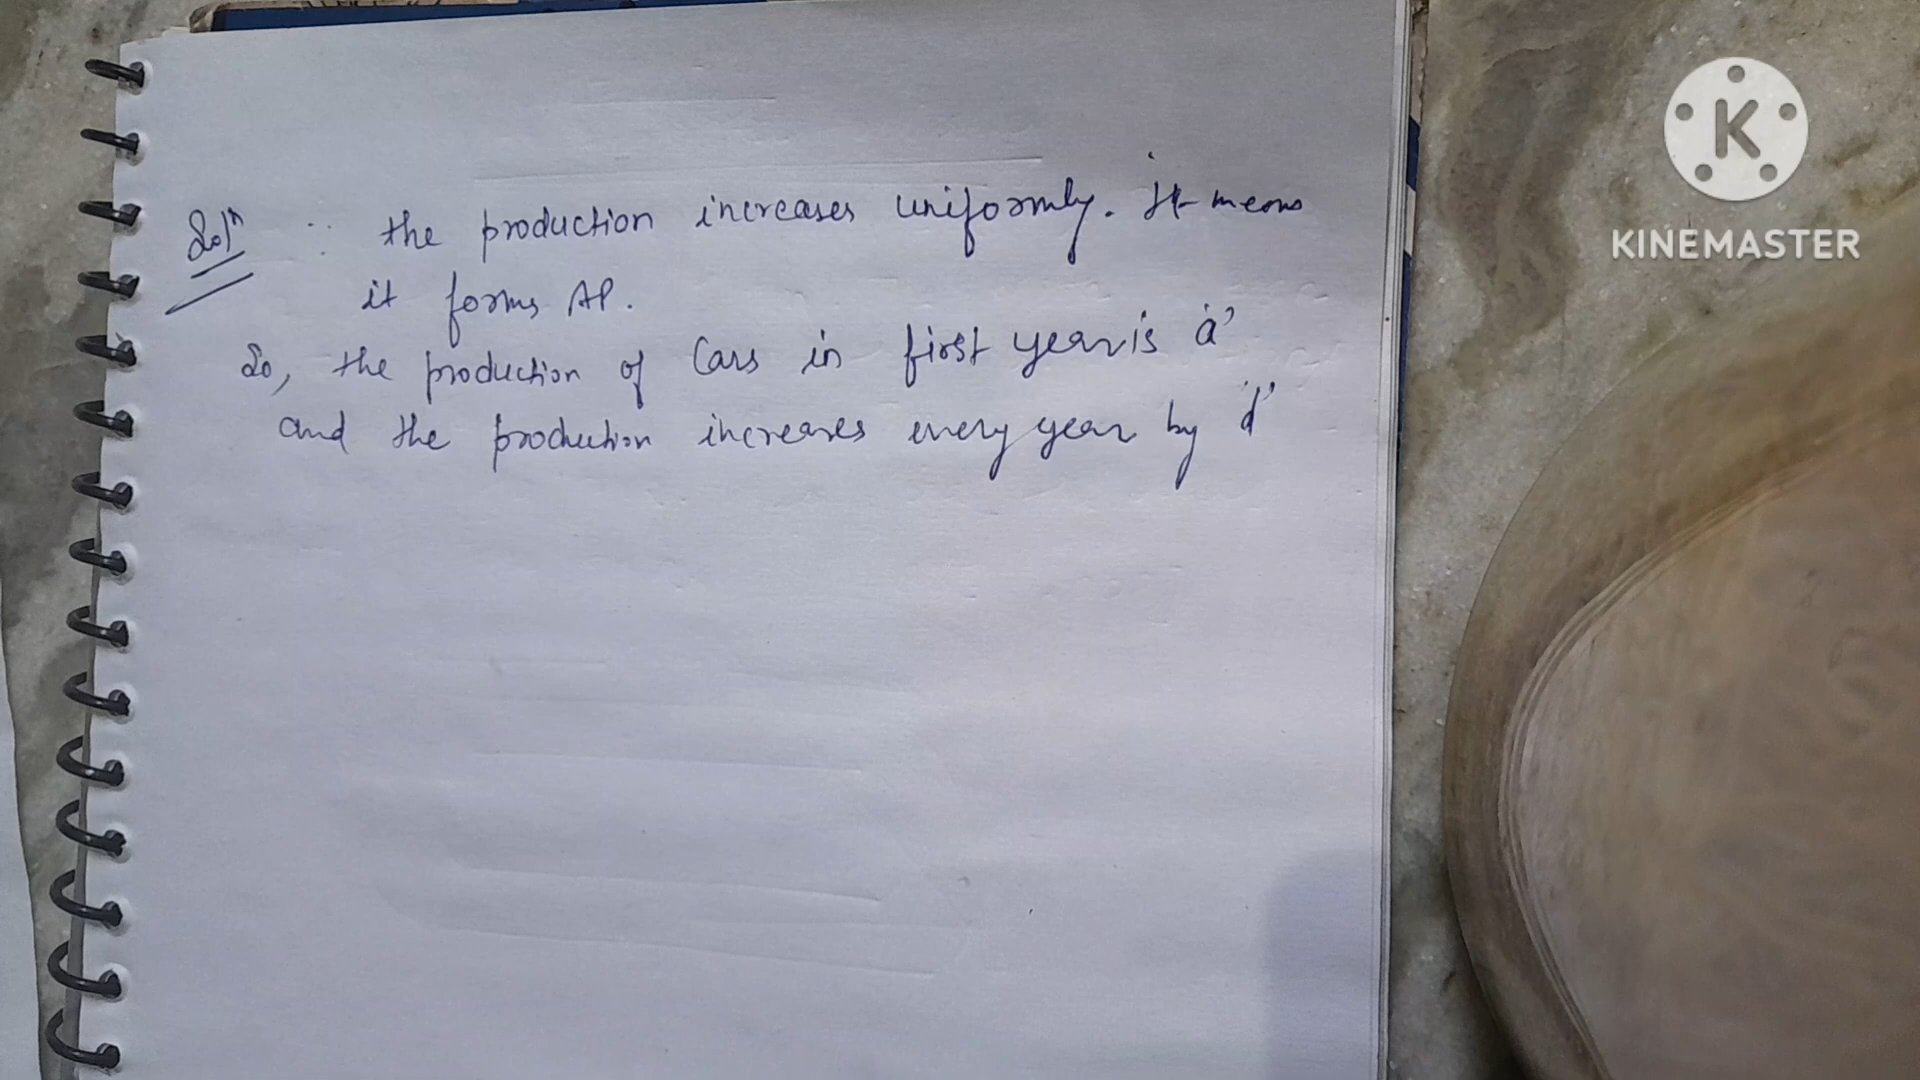 Solⁿ ∵ the production increases uniformly. It means
it forms AP.
So, the production of Cars in first year is 'a'
and the production increases every year by 'd'
K
KINEMASTER